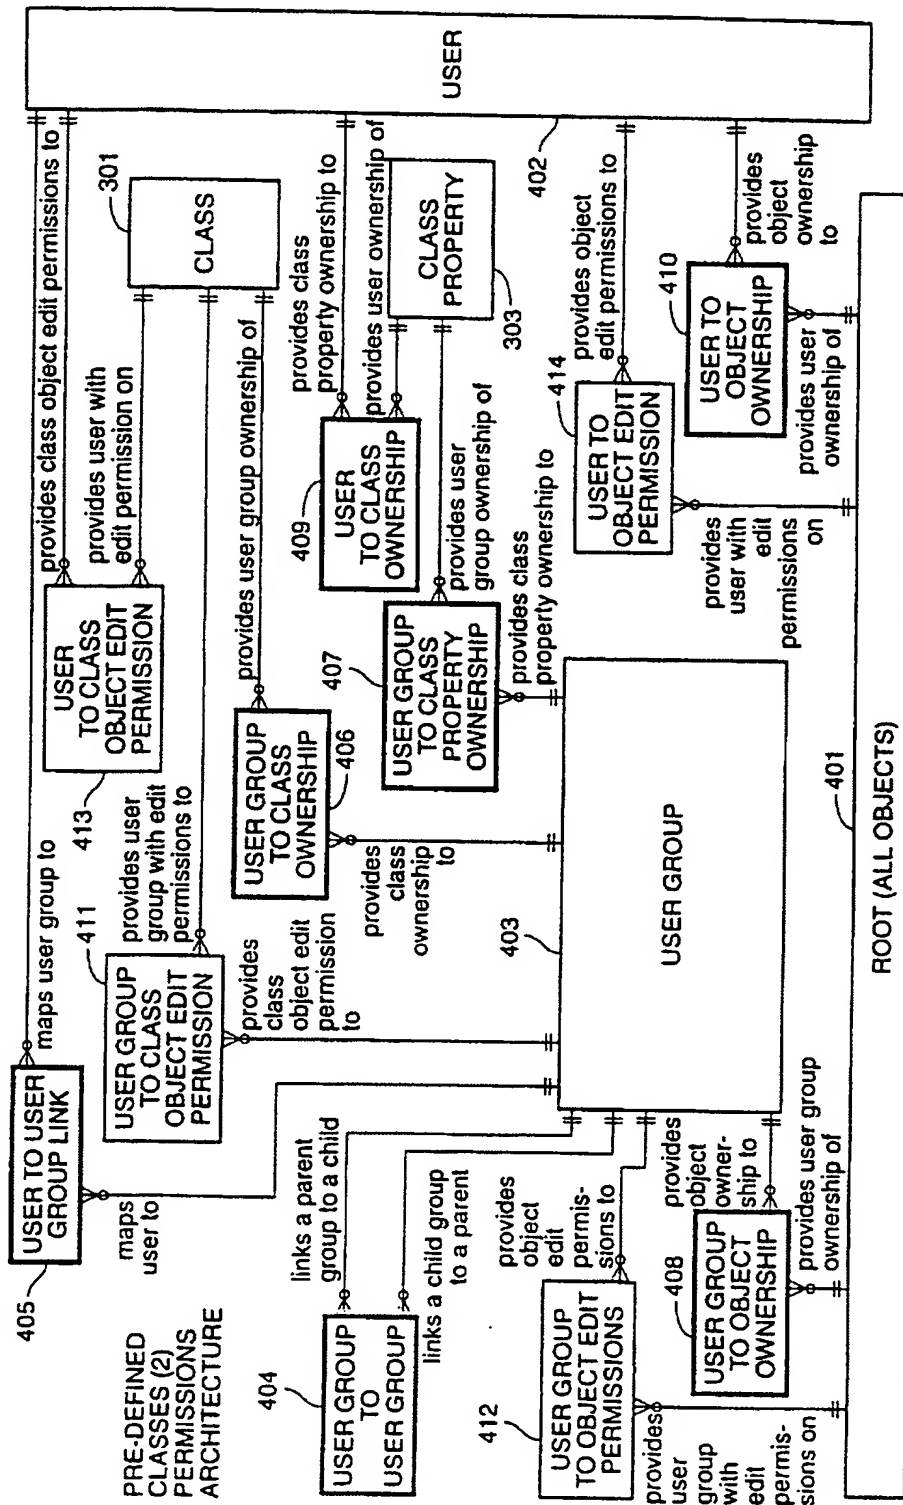 PRE-DEFINED
CLASSES (2)
PERMISSIONS
ARCHITECTURE
405
USER TO USER
GROUP LINK
maps user group to
maps
user to
USER
402
provides class object edit permissions to
413
USER
TO CLASS
OBJECT EDIT
PERMISSION
provides user with
edit permission on
301
CLASS
411
USER GROUP
TO CLASS
OBJECT EDIT
PERMISSION
provides user
group with edit
permissions to
provides
class
object edit
permission
to
USER GROUP
TO CLASS
OWNERSHIP
406
provides user group ownership of
provides class
ownership
to
409
USER
TO CLASS
OWNERSHIP
provides class
property ownership to
provides user ownership of
CLASS
PROPERTY
303
407
USER GROUP
TO CLASS
PROPERTY
OWNERSHIP
provides user
group ownership of
provides class
property ownership to
404
USER GROUP
TO
USER GROUP
links a parent
group to a child
links a child group
to a parent
403
USER GROUP
412
USER GROUP
TO OBJECT EDIT
PERMISSIONS
provides
object
edit
permis-
sions to
provides
user
group
with
edit
permis-
sions on
408
USER GROUP
TO OBJECT
OWNERSHIP
provides
object
owner-
ship to
provides user group
ownership of
414
USER TO
OBJECT EDIT
PERMISSION
provides object
edit permissions to
provides
user with
edit
permissions
on
410
USER TO
OBJECT
OWNERSHIP
provides
object
ownership
to
provides user
ownership of
401
ROOT (ALL OBJECTS)